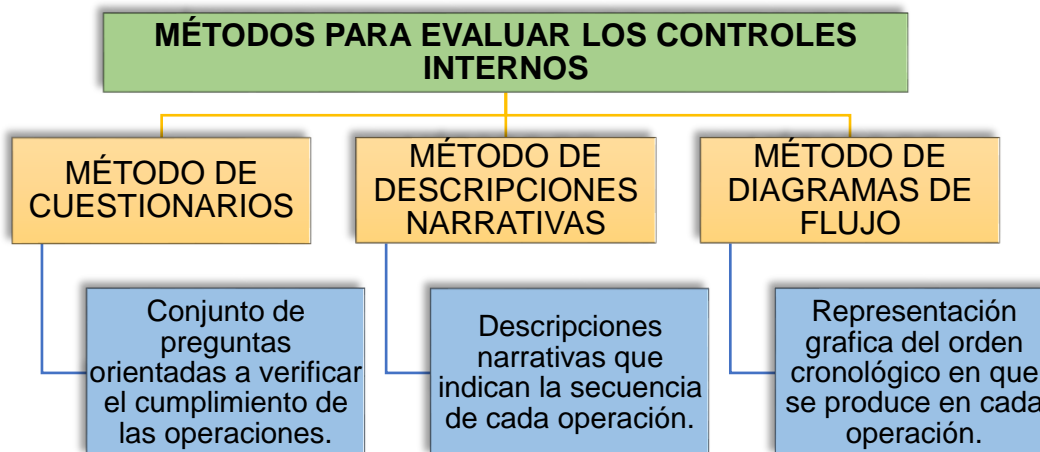 MÉTODOS PARA EVALUAR LOS CONTROLES
INTERNOS
MÉTODO DE
CUESTIONARIOS
MÉTODO DE
DESCRIPCIONES
NARRATIVAS
MÉTODO DE
DIAGRAMAS DE
FLUJO
Conjunto de
preguntas
orientadas a verificar
el cumplimiento de
las operaciones.
Descripciones
narrativas que
indican la secuencia
de cada operación.
Representación
grafica del orden
cronológico en que
se produce en cada
operación.